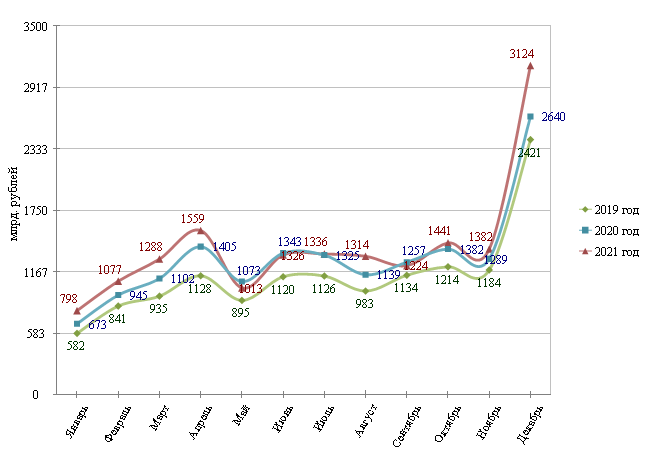 3500
2917
2333
1750
1167
583
0
млрд. рублей
3124
2640
2421
1559
1441
1382
1288
1343
1336
1314
1405
1257
1382
1077
1073
1326
1325
1139
1224
1289
798
945
1102
1128
1013
1120
1126
983
1134
1214
1184
673
841
935
895
582
2019 год
2020 год
2021 год
Январь
Февраль
Март
Апрель
Май
Июнь
Июль
Август
Сентябрь
Октябрь
Ноябрь
Декабрь